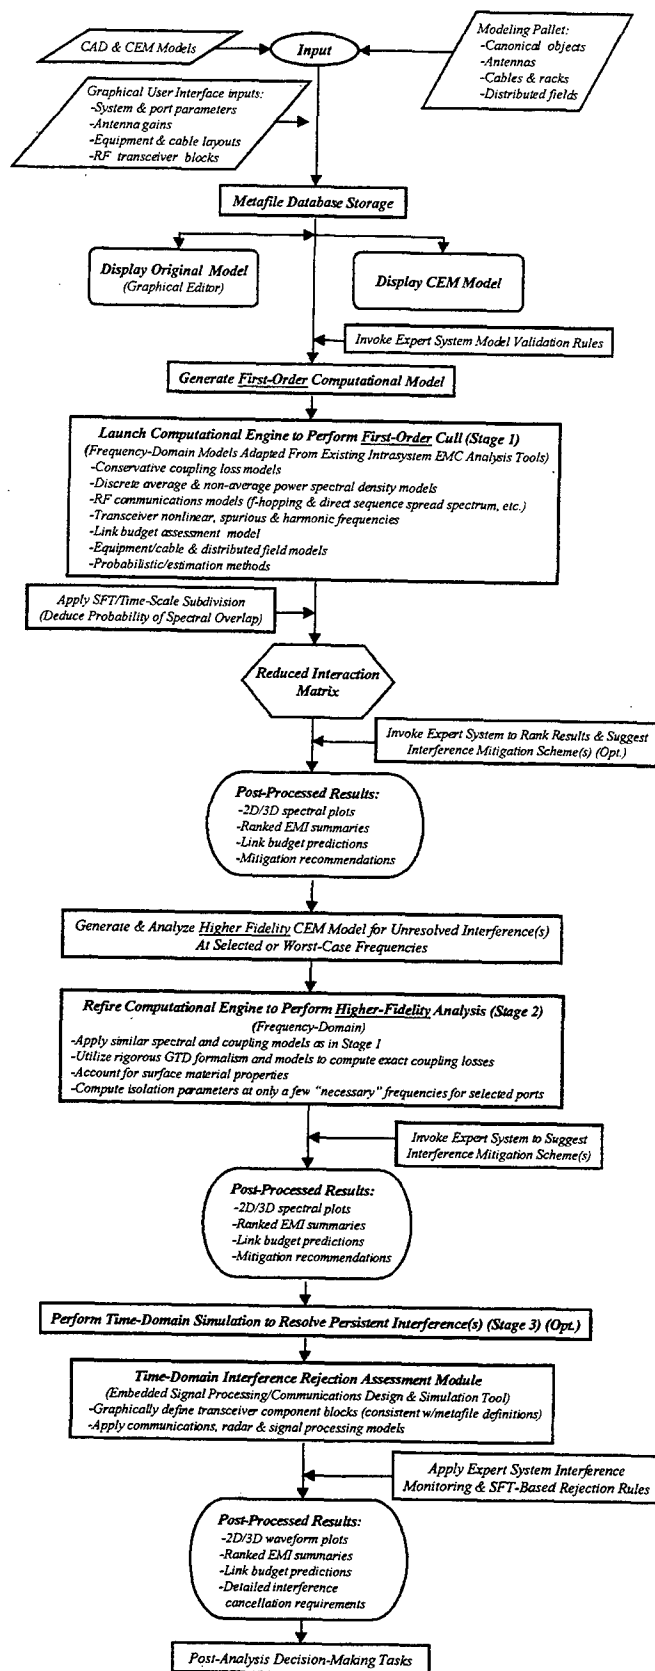 CAD & CEM Models
Input
Modeling Pallet:
-Canonical objects
-Antennas
-Cables & racks
-Distributed fields
Graphical User Interface inputs:
-System & port parameters
-Antenna gains
-Equipment & cable layouts
-RF transceiver blocks
Metafile Database Storage
Display Original Model
(Graphical Editor)
Display CEM Model
Invoke Expert System Model Validation Rules
Generate First-Order Computational Model
Launch Computational Engine to Perform First-Order Cull (Stage 1)
(Frequency-Domain Models Adapted From Existing Intrasystem EMC Analysis Tools)
-Conservative coupling loss models
-Discrete average & non-average power spectral density models
-RF communications models (f-hopping & direct sequence spread spectrum, etc.)
-Transceiver nonlinear, spurious & harmonic frequencies
-Link budget assessment model
-Equipment/cable & distributed field models
-Probabilistic/estimation methods
Apply SFT/Time-Scale Subdivision
(Deduce Probability of Spectral Overlap)
Reduced Interaction
Matrix
Invoke Expert System to Rank Results & Suggest
Interference Mitigation Scheme(s) (Opt.)
Post-Processed Results:
-2D/3D spectral plots
-Ranked EMI summaries
-Link budget predictions
-Mitigation recommendations
Generate & Analyze Higher Fidelity CEM Model for Unresolved Interference(s)
At Selected or Worst-Case Frequencies
Refire Computational Engine to Perform Higher-Fidelity Analysis (Stage 2)
(Frequency-Domain)
-Apply similar spectral and coupling models as in Stage 1
-Utilize rigorous GTD formalism and models to compute exact coupling losses
-Account for surface material properties
-Compute isolation parameters at only a few "necessary" frequencies for selected ports
Invoke Expert System to Suggest
Interference Mitigation Scheme(s)
Post-Processed Results:
-2D/3D spectral plots
-Ranked EMI summaries
-Link budget predictions
-Mitigation recommendations
Perform Time-Domain Simulation to Resolve Persistent Interference(s) (Stage 3) (Opt.)
Time-Domain Interference Rejection Assessment Module
(Embedded Signal Processing/Communications Design & Simulation Tool)
-Graphically define transceiver component blocks (consistent w/metafile definitions)
-Apply communications, radar & signal processing models
Apply Expert System Interference
Monitoring & SFT-Based Rejection Rules
Post-Processed Results:
-2D/3D waveform plots
-Ranked EMI summaries
-Link budget predictions
-Detailed interference
cancellation requirements
Post-Analysis Decision-Making Tasks